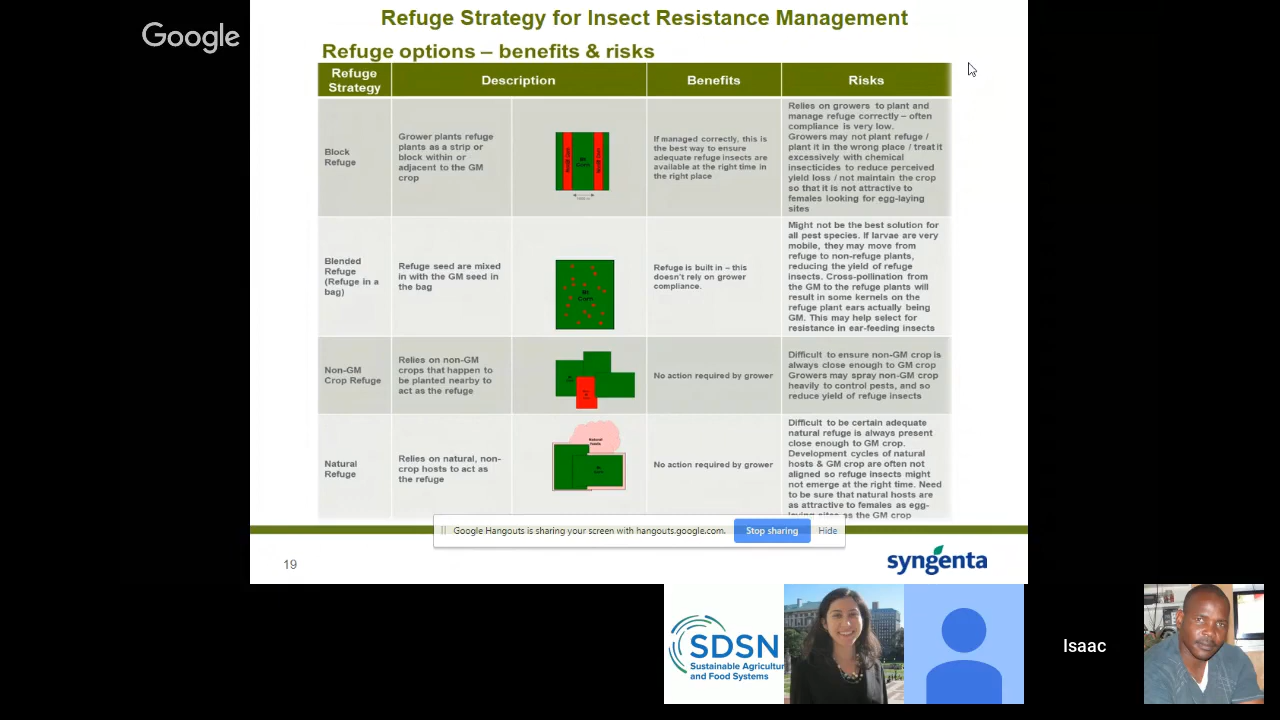 Google
Refuge Strategy for Insect Resistance Management
Refuge options – benefits & risks
Refuge
Strategy
Description
Benefits
Risks
Block
Refuge
Grower plants refuge
plants as a strip or
block within or
adjacent to the GM
crop
If managed correctly, this is
the best way to ensure
adequate refuge insects are
available at the right time in
the right place
Relies on growers to plant and
manage refuge correctly – often
compliance is very low.
Growers may not plant refuge /
plant it in the wrong place / treat it
excessively with chemical
insecticides to reduce perceived
yield loss / not maintain the crop
so that it is not attractive to
females looking for egg-laying
sites
Blended
Refuge
(Refuge in a
bag)
Refuge seed are mixed
in with the GM seed in
the bag
Bt
Corn
Refuge is built in – this
doesn't rely on grower
compliance.
Might not be the best solution for
all pest species. If larvae are very
mobile, they may move from
refuge to non-refuge plants,
reducing the yield of refuge
insects. Cross-pollination from
the GM to the refuge plants will
result in some kernels on the
refuge plant ears actually being
GM. This may help select for
resistance in ear-feeding insects
Non-GM
Crop Refuge
Relies on non-GM
crops that happen to
be planted nearby to
act as the refuge
No action required by grower
Difficult to ensure non-GM crop is
always close enough to GM crop
Growers may spray non-GM crop
heavily to control pests, and so
reduce yield of refuge insects
Natural
Refuge
Relies on natural, non-
crop hosts to act as
the refuge
Natural
No action required by grower
Difficult to be certain adequate
natural refuge is always present
close enough to GM crop.
Development cycles of natural
hosts & GM crop are often not
aligned so refuge insects might
not emerge at the right time. Need
to be sure that natural hosts are
as attractive to females as egg-
laying sites as the GM crop
Google Hangouts is sharing your screen with hangouts.google.com.
Stop sharing
Hide
19
syngenta
SDSN
Sustainable Agricultu
and Food Systems
Isaac